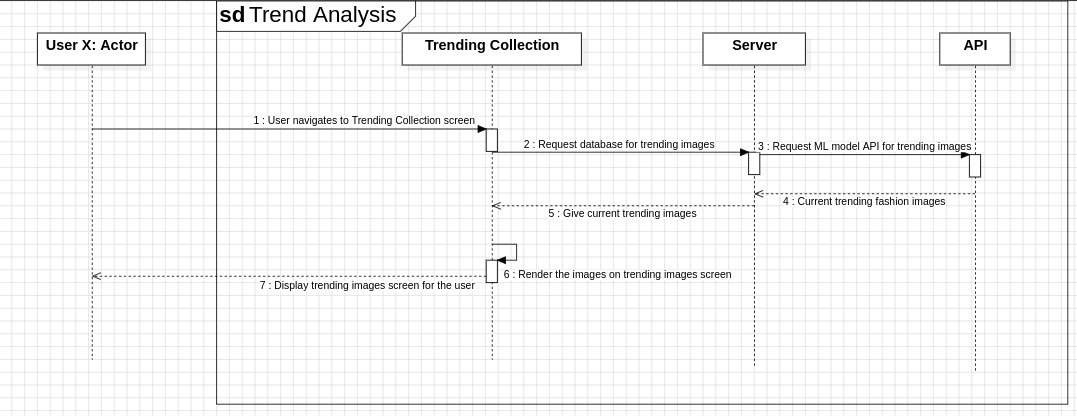 sd Trend Analysis
User X: Actor
Trending Collection
Server
API
1 : User navigates to Trending Collection screen
2 : Request database for trending images
3 : Request ML model API for trending images
4 : Current trending fashion images
5 : Give current trending images
6 : Render the images on trending images screen
7 : Display trending images screen for the user